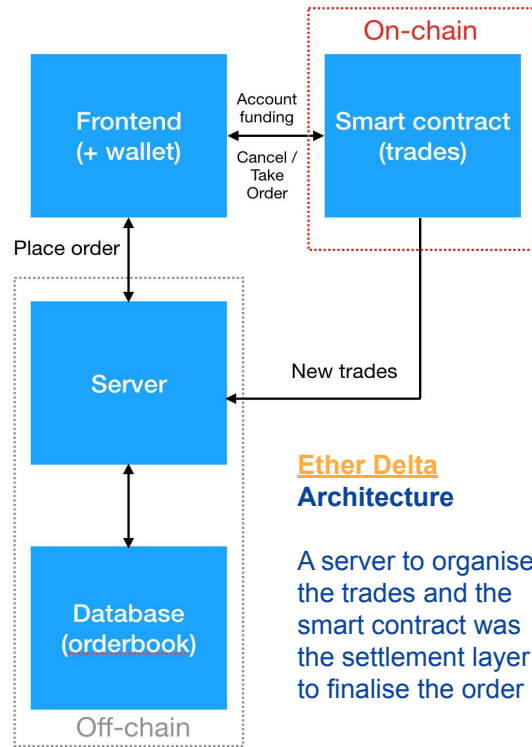 On-chain
Frontend
(+ wallet)
Account
funding
Cancel /
Take
Order
Smart contract
(trades)
Place order
Server
New trades
Database
(orderbook)
Off-chain
Ether Delta
Architecture
A server to organise
the trades and the
smart contract was
the settlement layer
to finalise the order